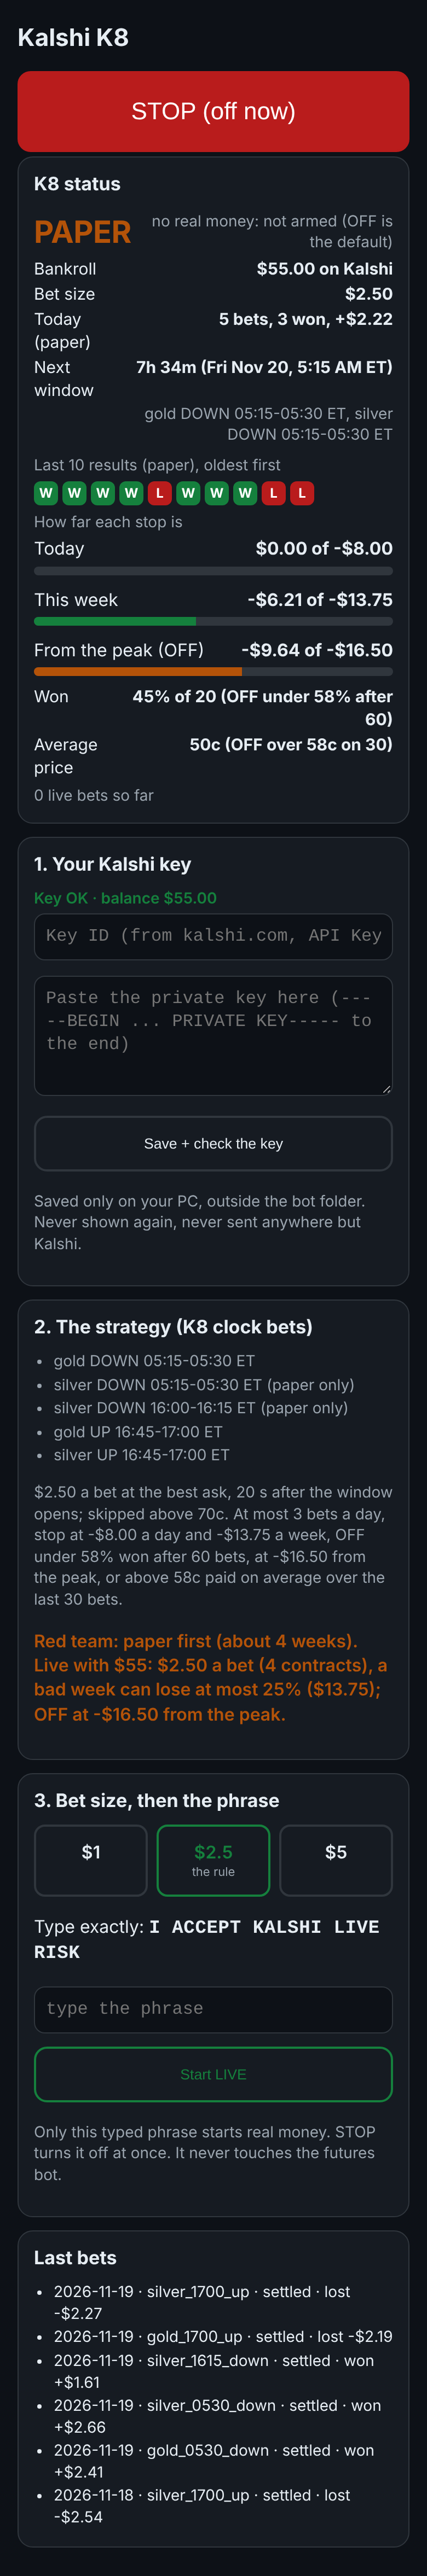 Kalshi K8
STOP (off now)
K8 status
PAPER
no real money: not armed (OFF is
the default)
Bankroll
$55.00 on Kalshi
Bet size
$2.50
Today
(paper)
5 bets, 3 won, +$2.22
Next
window
7h 34m (Fri Nov 20, 5:15 AM ET)
gold DOWN 05:15-05:30 ET, silver
DOWN 05:15-05:30 ET
Last 10 results (paper), oldest first
W W W W L W W W L L
How far each stop is
Today
$0.00 of -$8.00
This week
-$6.21 of -$13.75
From the peak (OFF)
-$9.64 of -$16.50
Won
45% of 20 (OFF under 58% after
60)
Average
price
50c (OFF over 58c on 30)
0 live bets so far
1. Your Kalshi key
Key OK · balance $55.00
Key ID (from kalshi.com, API Key
Paste the private key here (---
--BEGIN ... PRIVATE KEY----- to
the end)
Save + check the key
Saved only on your PC, outside the bot folder.
Never shown again, never sent anywhere but
Kalshi.
2. The strategy (K8 clock bets)
• gold DOWN 05:15-05:30 ET
• silver DOWN 05:15-05:30 ET (paper only)
• silver DOWN 16:00-16:15 ET (paper only)
• gold UP 16:45-17:00 ET
• silver UP 16:45-17:00 ET
$2.50 a bet at the best ask, 20 s after the window
opens; skipped above 70c. At most 3 bets a day,
stop at -$8.00 a day and -$13.75 a week, OFF
under 58% won after 60 bets, at -$16.50 from
the peak, or above 58c paid on average over the
last 30 bets.
Red team: paper first (about 4 weeks).
Live with $55: $2.50 a bet (4 contracts), a
bad week can lose at most 25% ($13.75);
OFF at -$16.50 from the peak.
3. Bet size, then the phrase
$1
$2.5
the rule
$5
Type exactly: I ACCEPT KALSHI LIVE
RISK
type the phrase
Start LIVE
Only this typed phrase starts real money. STOP
turns it off at once. It never touches the futures
bot.
Last bets
• 2026-11-19 · silver_1700_up · settled · lost
-$2.27
• 2026-11-19 · gold_1700_up · settled · lost -$2.19
• 2026-11-19 · silver_1615_down · settled · won
+$1.61
• 2026-11-19 · silver_0530_down · settled · won
+$2.66
• 2026-11-19 · gold_0530_down · settled · won
+$2.41
• 2026-11-18 · silver_1700_up · settled · lost
-$2.54